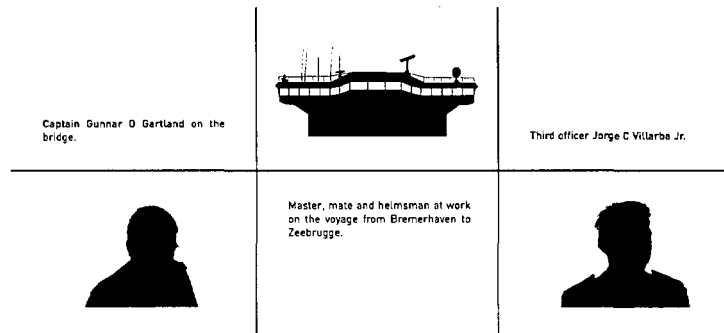 Captain Gunnar O Gartland on the
bridge.
Third officer Jorge C Villarba Jr.
Master, mate and helmsman at work
on the voyage from Bremerhaven to
Zeebrugge.